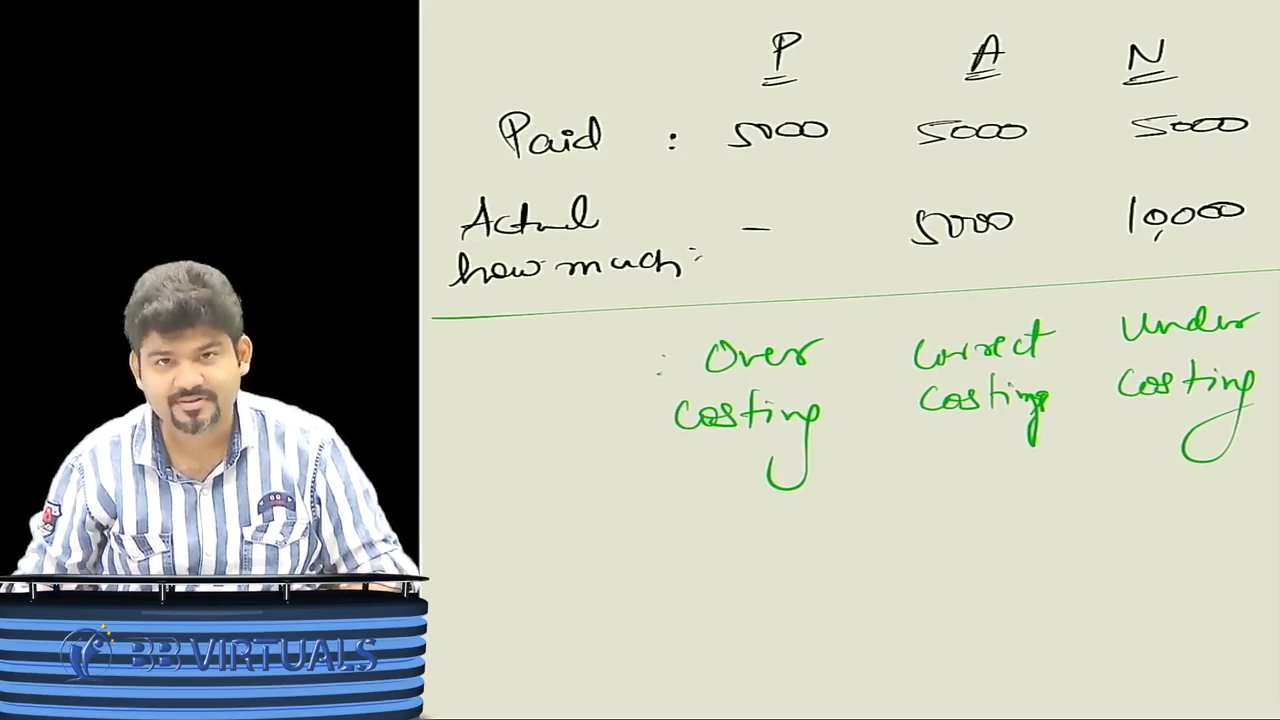 P A N
Paid : 5000 5000 5000
Actual
how much : - 5000 10,000
: Over Correct Under
Costing Costing Costing
BB VIRTUALS